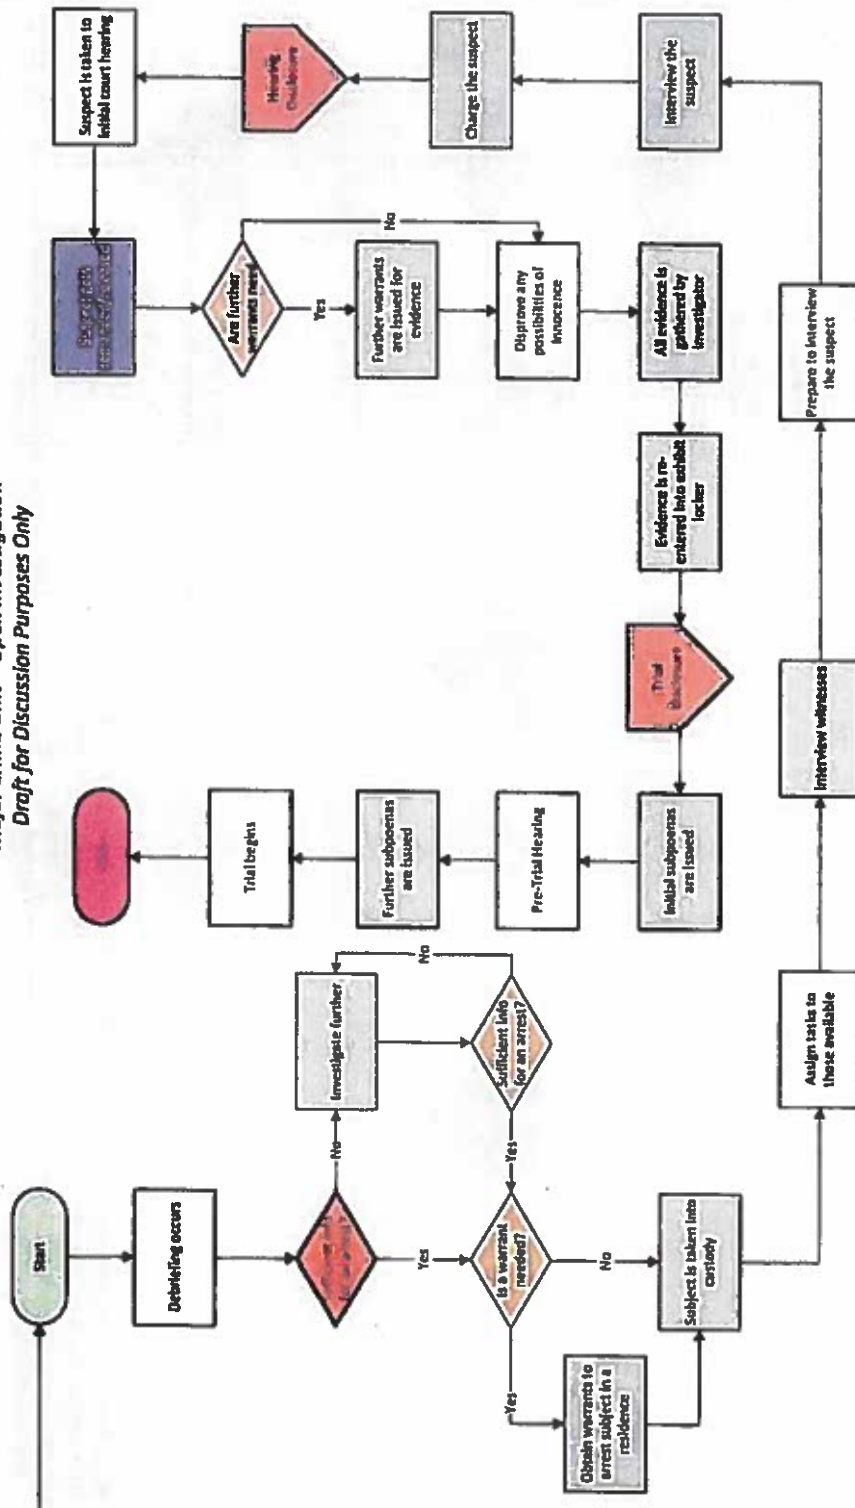 Draft for Discussion Purposes Only
Start
Debriefing occurs
No
Yes
Investigate further
Sufficient info
for an arrest?
No
Yes
Is a warrant
needed?
Yes
No
Obtain warrants to
arrest subject in a
residence
Subject is taken into
custody
Assign tasks to
those available
Interview witnesses
Prepare to interview
the suspect
Interview the
suspect
Charge the suspect
Hearing
Disclosure
Suspect is taken to
initial court hearing
Are further
warrants need
Yes
No
Further warrants
are issued for
evidence
Disprove any
possibilities of
innocence
All evidence is
gathered by
investigator
Evidence is re-
entered into exhibit
locker
Trial
Disclosure
Initial subpoenas
are issued
Pre-Trial Hearing
Further subpoenas
are issued
Trial begins